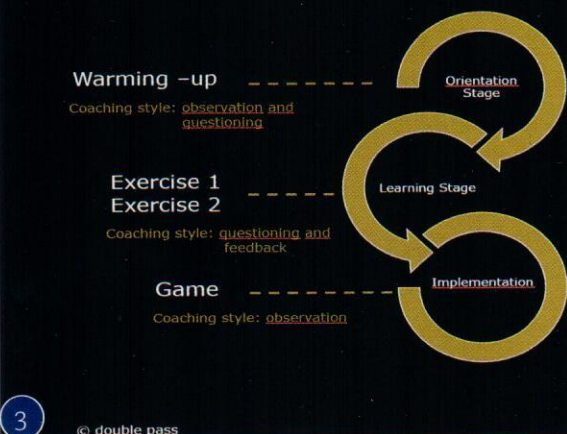 Warming –up
Orientation
Stage
Coaching style: observation and
questioning
Exercise 1
Exercise 2
Learning Stage
Coaching style: questioning and
feedback
Game
Implementation
Coaching style: observation
3
© double pass